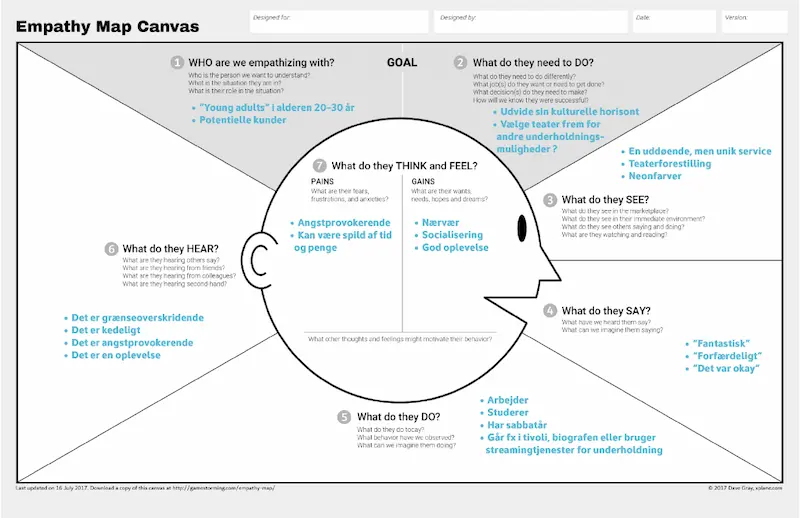 Empathy Map Canvas
Designed for:
Designed by:
Date:
Version:
1 WHO are we empathizing with?
Who is the person we want to understand?
What is the situation they are in?
What is their role in the situation?
• "Young adults" i alderen 20-30 år
• Potentielle kunder
GOAL
2 What do they need to DO?
What do they need to do differently?
What job(s) do they want or need to get done?
What decision(s) do they need to make?
How will we know they were successful?
• Udvide sin kulturelle horisont
• Vælge teater frem for
andre underholdnings-
muligheder ?
• En uddøende, men unik service
• Teaterforestilling
• Neonfarver
3 What do they SEE?
What do they see in the marketplace?
What do they see in their immediate environment?
What do they see others saying and doing?
What are they watching and reading?
4 What do they SAY?
What have we heard them say?
What can we imagine them saying?
• "Fantastisk"
• "Forfærdeligt"
• "Det var okay"
5 What do they DO?
What do they do today?
What behavior have we observed?
What can we imagine them doing?
• Arbejder
• Studerer
• Har sabbatår
• Går fx i tivoli, biografen eller bruger
streamingtjenester for underholdning
6 What do they HEAR?
What are they hearing others say?
What are they hearing from friends?
What are they hearing from colleagues?
What are they hearing second-hand?
• Det er grænseoverskridende
• Det er kedeligt
• Det er angstprovokerende
• Det er en oplevelse
7 What do they THINK and FEEL?
PAINS
What are their fears,
frustrations, and anxieties?
• Angstprovokerende
• Kan være spild af tid
og penge
GAINS
What are their wants,
needs, hopes and dreams?
• Nærvær
• Socialisering
• God oplevelse
What other thoughts and feelings might motivate their behavior?
Last updated on 16 July 2017. Download a copy of this canvas at http://gamestorming.com/empathy-map/
© 2017 Dave Gray, xplane.com